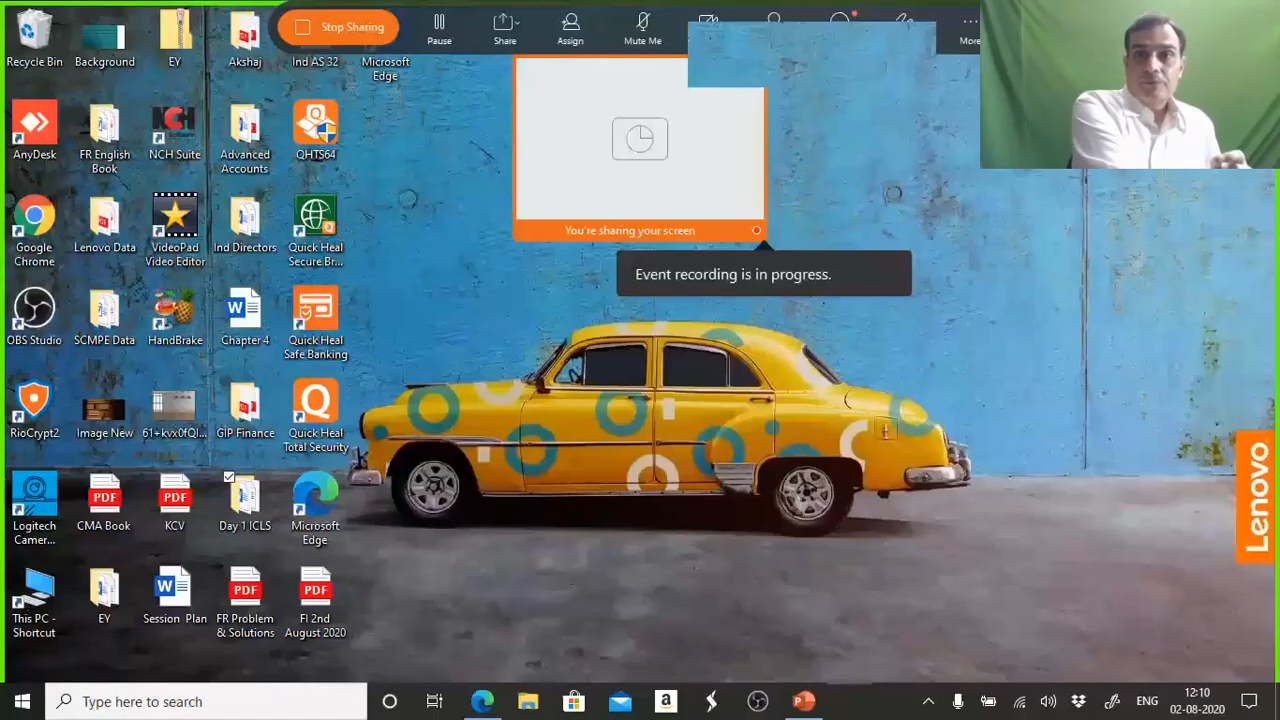 Stop Sharing
Pause
Share
Assign
Mute Me
More
Recycle Bin
Background
EY
Akshaj
Ind AS 32
Microsoft
Edge
You're sharing your screen
Event recording is in progress.
AnyDesk
FR English
Book
NCH Suite
Advanced
Accounts
QHTS64
Google
Chrome
Lenovo Data
VideoPad
Video Editor
Ind Directors
Quick Heal
Secure Br...
OBS Studio
SCMPE Data
HandBrake
Chapter 4
Quick Heal
Safe Banking
RioCrypt2
Image New
61+kvx0fQJ...
GIP Finance
Quick Heal
Total Security
Logitech
Camer...
PDF
CMA Book
PDF
KCV
Day 1 ICLS
Microsoft
Edge
This PC -
Shortcut
EY
Session Plan
PDF
FR Problem
& Solutions
PDF
FI 2nd
August 2020
Lenovo
Type here to search
ENG
12:10
02-08-2020